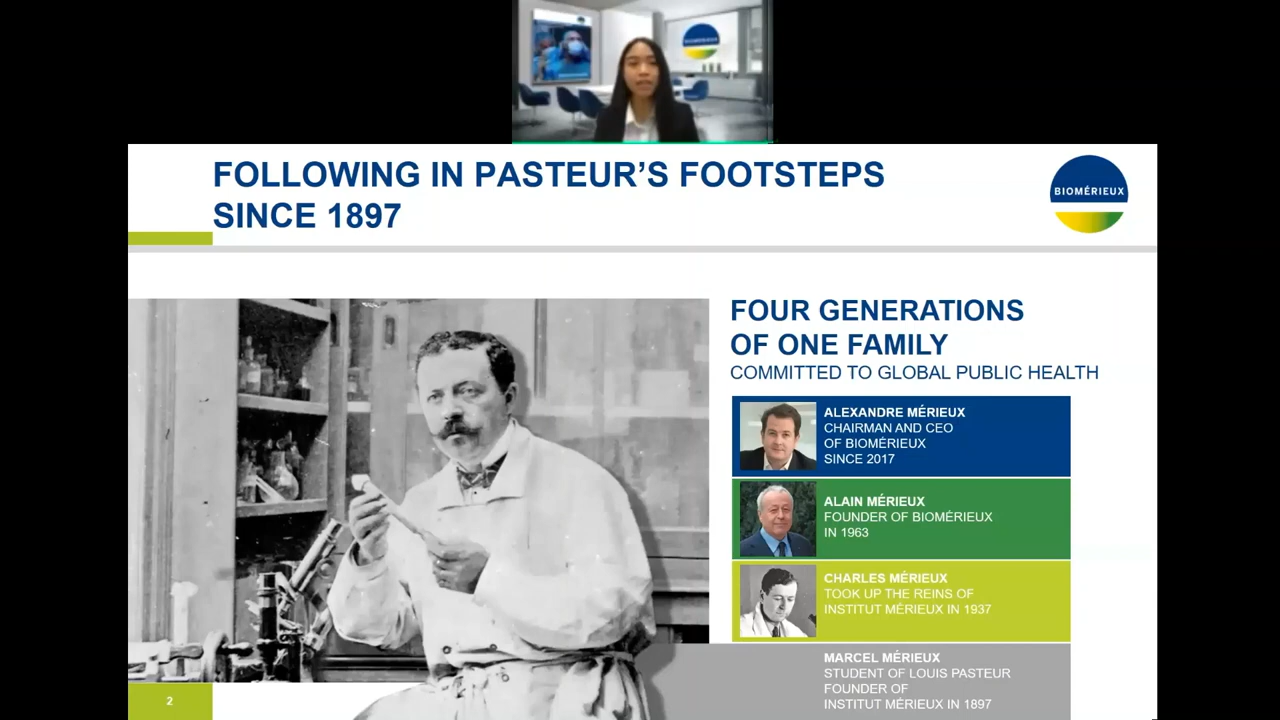 BIOMÉRIEUX
FOLLOWING IN PASTEUR'S FOOTSTEPS
SINCE 1897
BIOMÉRIEUX
FOUR GENERATIONS
OF ONE FAMILY
COMMITTED TO GLOBAL PUBLIC HEALTH
ALEXANDRE MÉRIEUX
CHAIRMAN AND CEO
OF BIOMÉRIEUX
SINCE 2017
ALAIN MÉRIEUX
FOUNDER OF BIOMÉRIEUX
IN 1963
CHARLES MÉRIEUX
TOOK UP THE REINS OF
INSTITUT MÉRIEUX IN 1937
MARCEL MÉRIEUX
STUDENT OF LOUIS PASTEUR
FOUNDER OF
INSTITUT MÉRIEUX IN 1897
2